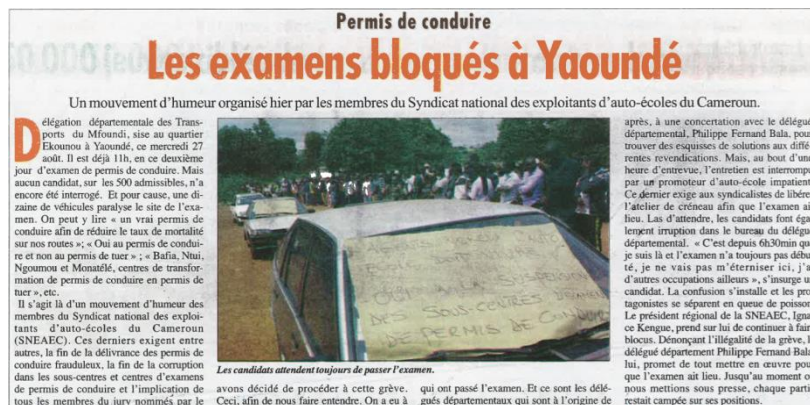 Permis de conduire
Les examens bloqués à Yaoundé
Un mouvement d'humeur organisé hier par les membres du Syndicat national des exploitants d'auto-écoles du Cameroun.
Délégation départementale des Trans-
ports du Mfoundi, sise au quartier
Ekounou à Yaoundé, ce mercredi 27
août. Il est déjà 11h, en ce deuxième
jour d'examen de permis de conduire. Mais
aucun candidat, sur les 500 admissibles, n'a
encore été interrogé. Et pour cause, une di-
zaine de véhicules paralyse le site de l'exa-
men. On peut y lire « un vrai permis de
conduire afin de réduire le taux de mortalité
sur nos routes »; « Oui au permis de condui-
re et non au permis de tuer » ; « Bafia, Ntui,
Ngoumou et Monatélé, centres de transfor-
mation de permis de conduire en permis de
tuer », etc.
Il s'agit là d'un mouvement d'humeur des
membres du Syndicat national des exploi-
tants d'auto-écoles du Cameroun
(SNEAEC). Ces derniers exigent entre
autres, la fin de la délivrance des permis de
conduire frauduleux, la fin de la corruption
dans les sous-centres et centres d'examens
de permis de conduire et l'implication de
tous les membres du jury nommés par le
DES SOUS-CENTRES
DE PERMIS DE
Les candidats attendent toujours de passer l'examen.
avons décidé de procéder à cette grève.
Ceci, afin de nous faire entendre. On a eu à
qui ont passé l'examen. Et ce sont les délé-
gués départementaux qui sont à l'origine de
après, à une concertation avec le délégué
départemental, Philippe Fernand Bala, pour
trouver des esquisses de solutions aux diffé-
rentes revendications. Mais, au bout d'une
heure d'entrevue, l'entretien est interrompu
par un promoteur d'auto-école impatient.
Ce dernier exige aux syndicalistes de libérer
l'atelier de créneau afin que l'examen ait
lieu. Las d'attendre, les candidats font éga-
lement irruption dans le bureau du délégué
départemental. « C'est depuis 6h30min que
je suis là et l'examen n'a toujours pas débu-
té, je ne vais pas m'éterniser ici, j'ai
d'autres occupations ailleurs », s'insurge un
candidat. La confusion s'installe et les pro-
tagonistes se séparent en queue de poisson.
Le président régional de la SNEAEC, Igna-
ce Kengue, prend sur lui de continuer à faire
blocus. Dénonçant l'illégalité de la grève, le
délégué département Philippe Fernand Bala,
lui, promet de tout mettre en œuvre pour
que l'examen ait lieu. Jusqu'au moment où
nous mettions sous presse, chaque partie
restait campée sur ses positions.